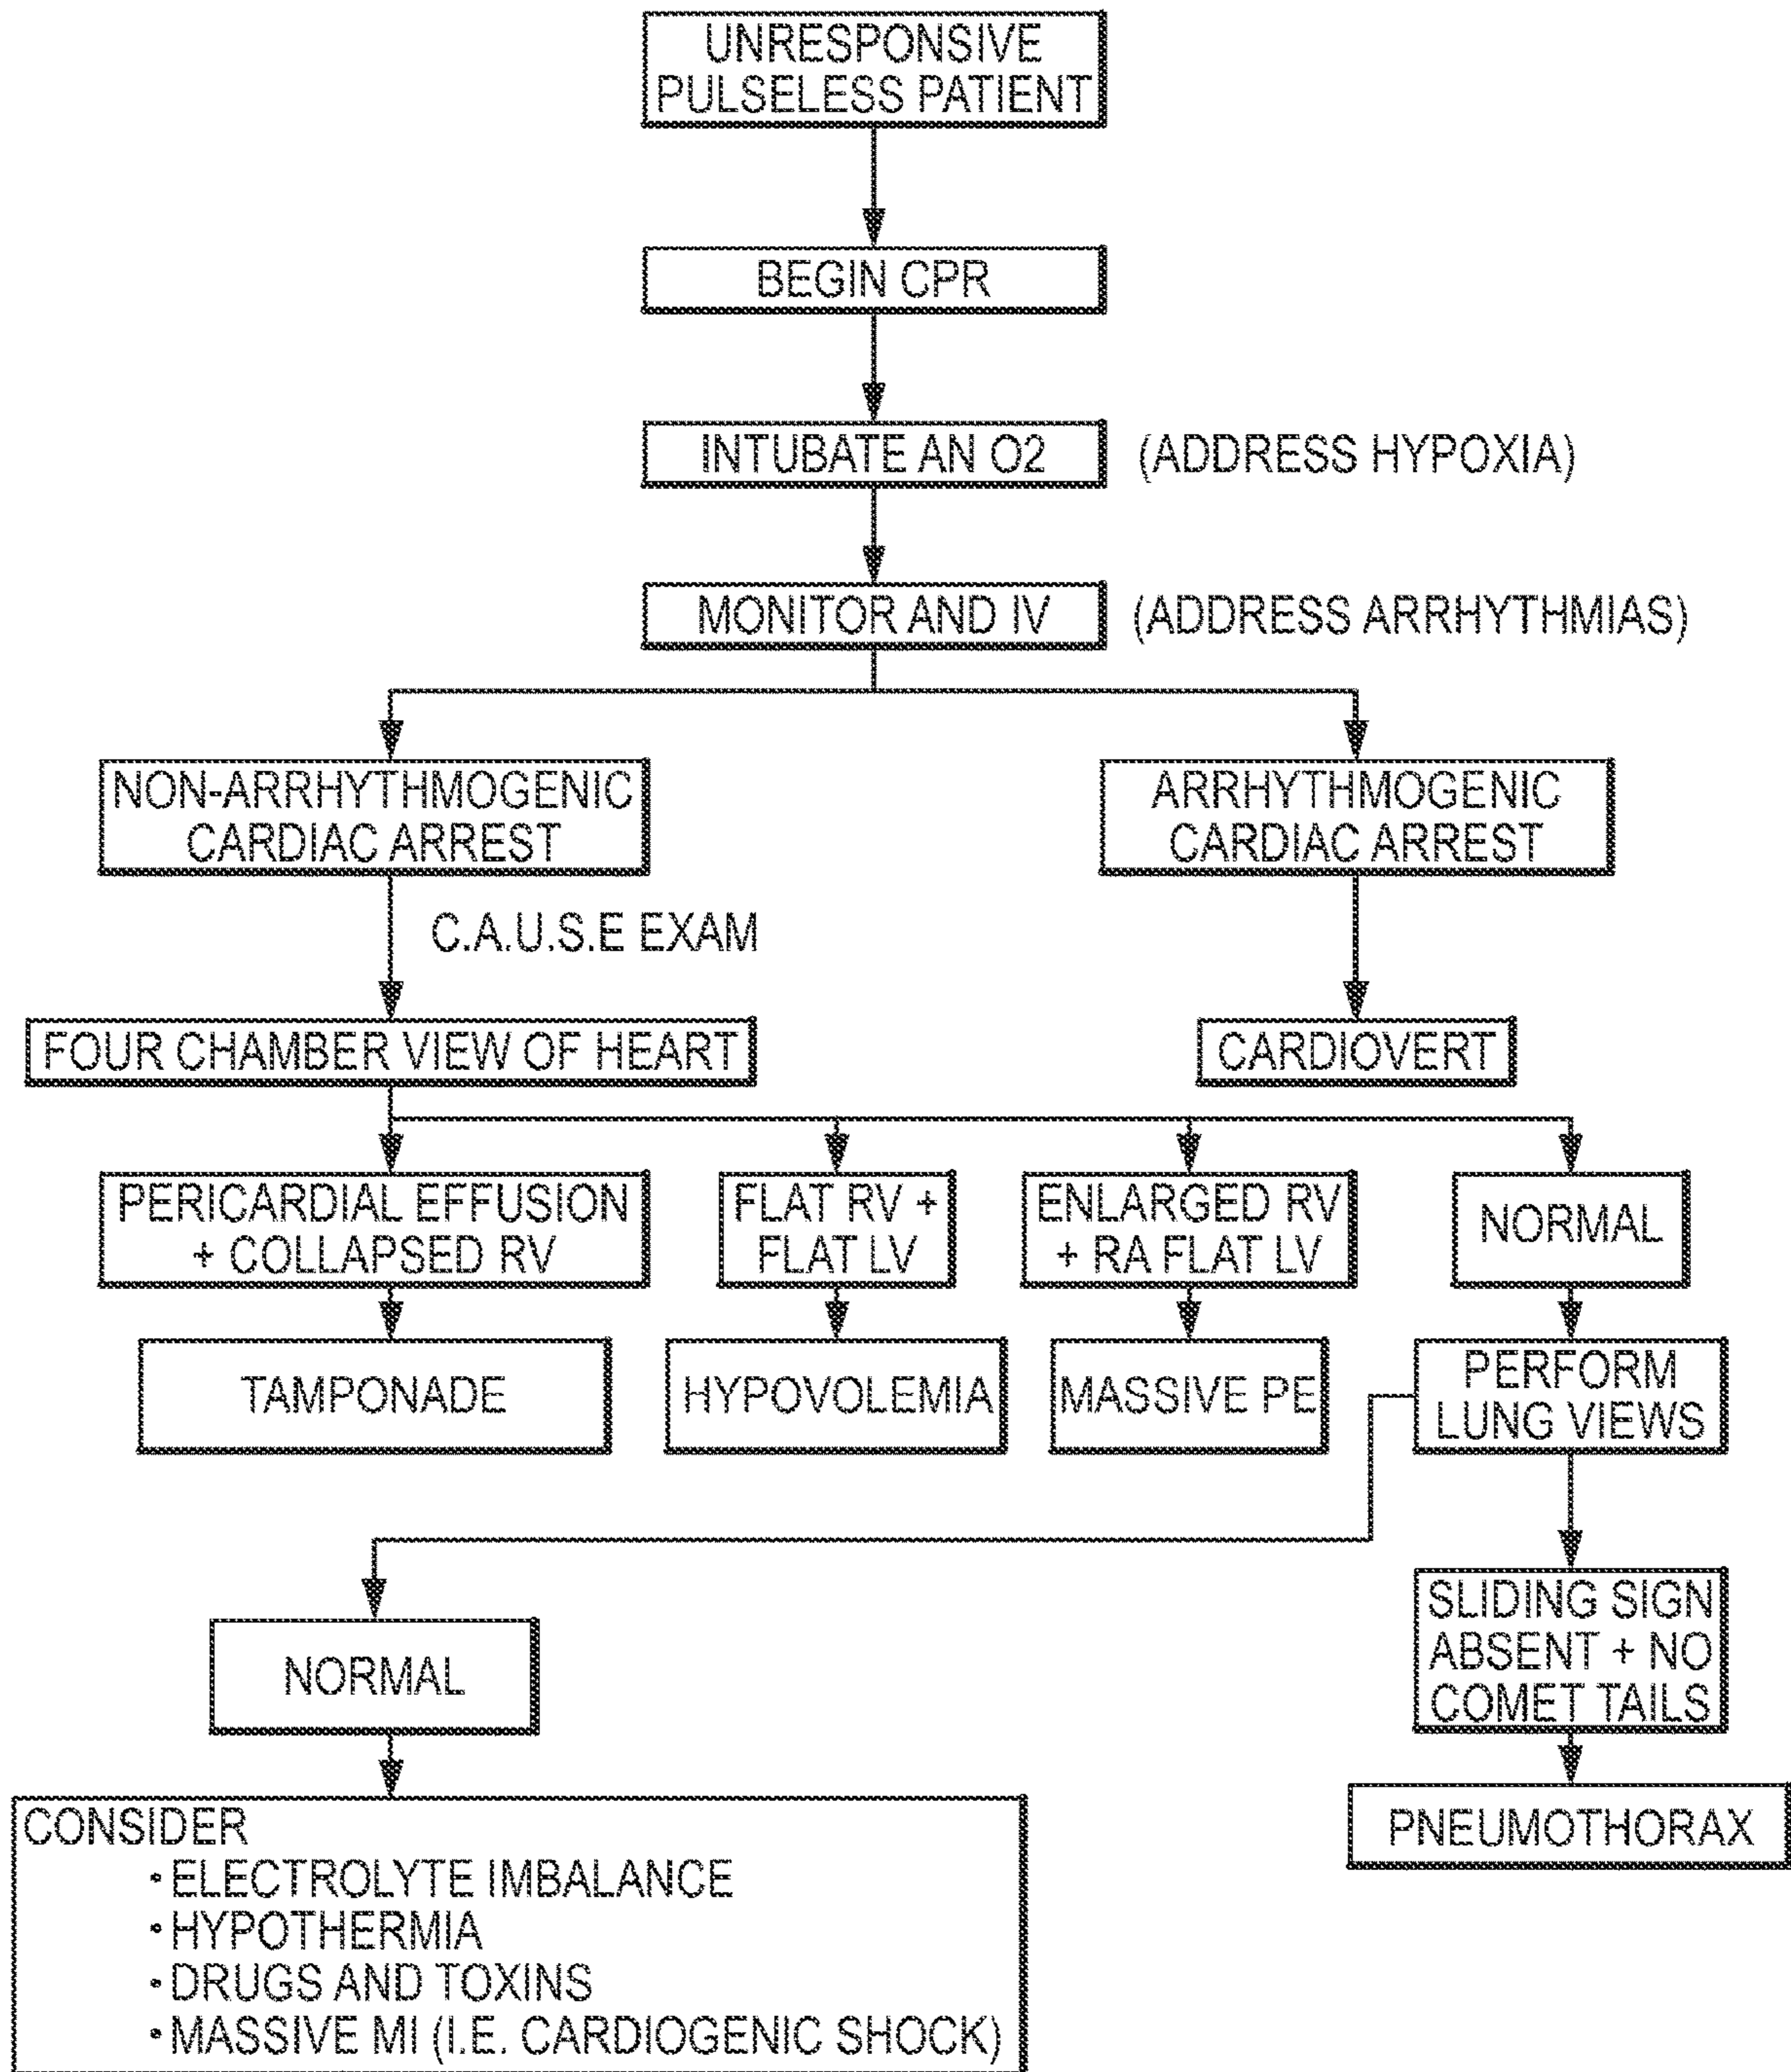 UNRESPONSIVE
PULSELESS PATIENT
BEGIN CPR
INTUBATE AN O2
(ADDRESS HYPOXIA)
MONITOR AND IV
(ADDRESS ARRHYTHMIAS)
NON-ARRHYTHMOGENIC
CARDIAC ARREST
ARRHYTHMOGENIC
CARDIAC ARREST
C.A.U.S.E EXAM
FOUR CHAMBER VIEW OF HEART
CARDIOVERT
PERICARDIAL EFFUSION
+ COLLAPSED RV
FLAT RV +
FLAT LV
ENLARGED RV
+ RA FLAT LV
NORMAL
TAMPONADE
HYPOVOLEMIA
MASSIVE PE
PERFORM
LUNG VIEWS
NORMAL
SLIDING SIGN
ABSENT + NO
COMET TAILS
CONSIDER
• ELECTROLYTE IMBALANCE
• HYPOTHERMIA
• DRUGS AND TOXINS
• MASSIVE MI (I.E. CARDIOGENIC SHOCK)
PNEUMOTHORAX